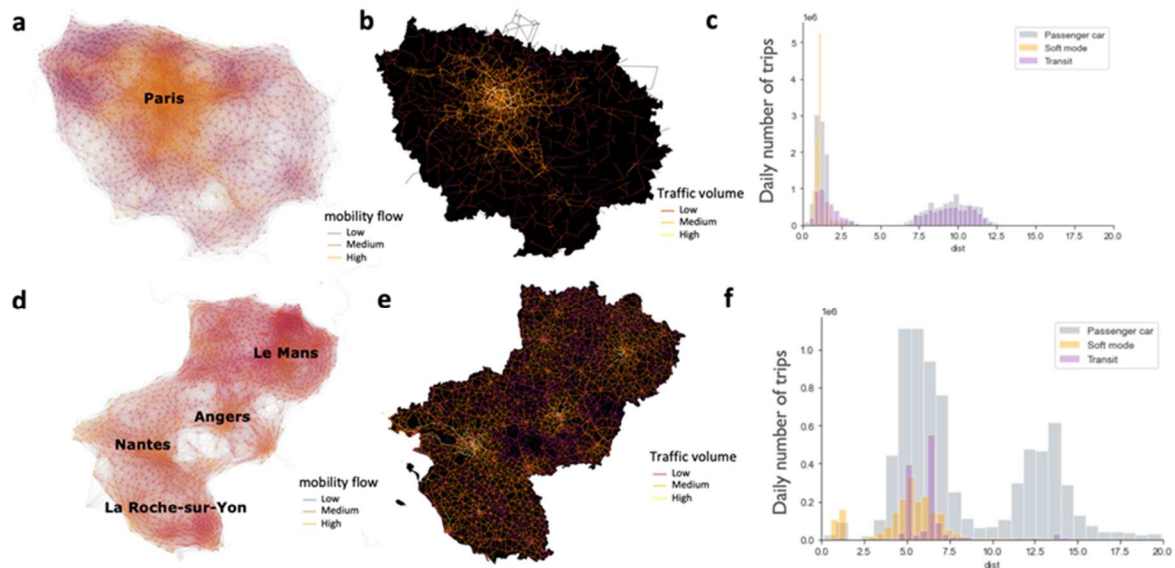 a
Paris
mobility flow
Low
Medium
High
b
Traffic volume
Low
Medium
High
c
1e6
Passenger car
Soft mode
Transit
Daily number of trips
5
4
3
2
1
0
0.0 2.5 5.0 7.5 10.0 12.5 15.0 17.5 20.0
dist
d
Le Mans
Angers
Nantes
La Roche-sur-Yon
mobility flow
Low
Medium
High
e
Traffic volume
Low
Medium
High
f
1e6
Passenger car
Soft mode
Transit
Daily number of trips
1.0
0.8
0.6
0.4
0.2
0.0
0.0 2.5 5.0 7.5 10.0 12.5 15.0 17.5 20.0
dist